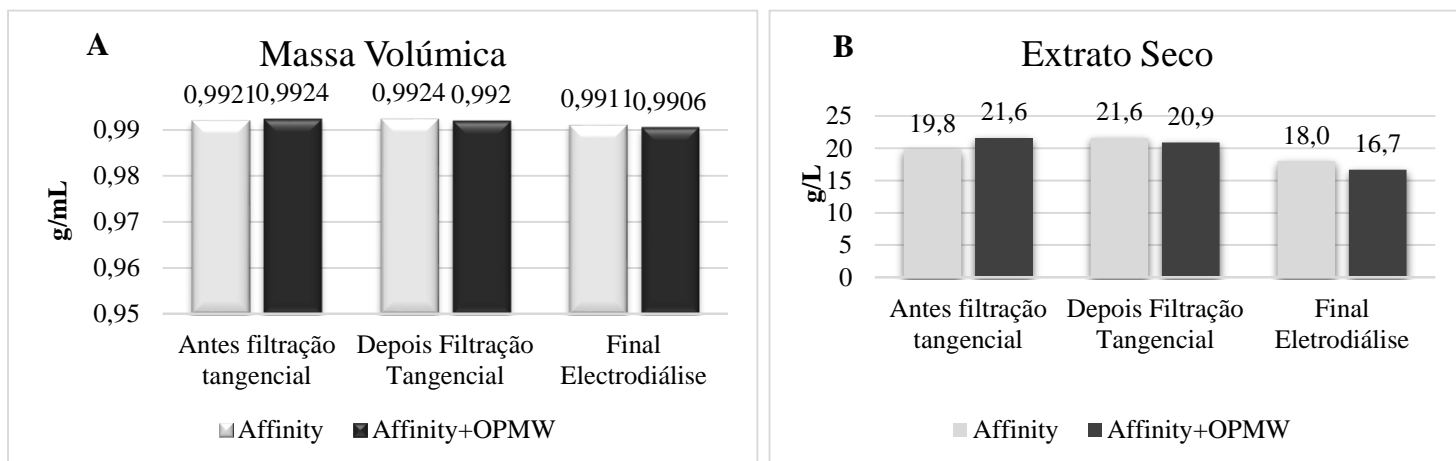 A
Massa Volúmica
0,9921 0,9924 0,9924 0,992 0,9911 0,9906
0,99
0,98
0,97
0,96
0,95
g/mL
Antes filtração
tangencial
Depois Filtração
Tangencial
Final
Electrodiálise
Affinity Affinity+OPMW
B
Extrato Seco
19,8 21,6 21,6 20,9 18,0 16,7
25
20
15
10
5
0
g/L
Antes filtração
tangencial
Depois Filtração
Tangencial
Final
Eletrodiálise
Affinity Affinity+OPMW